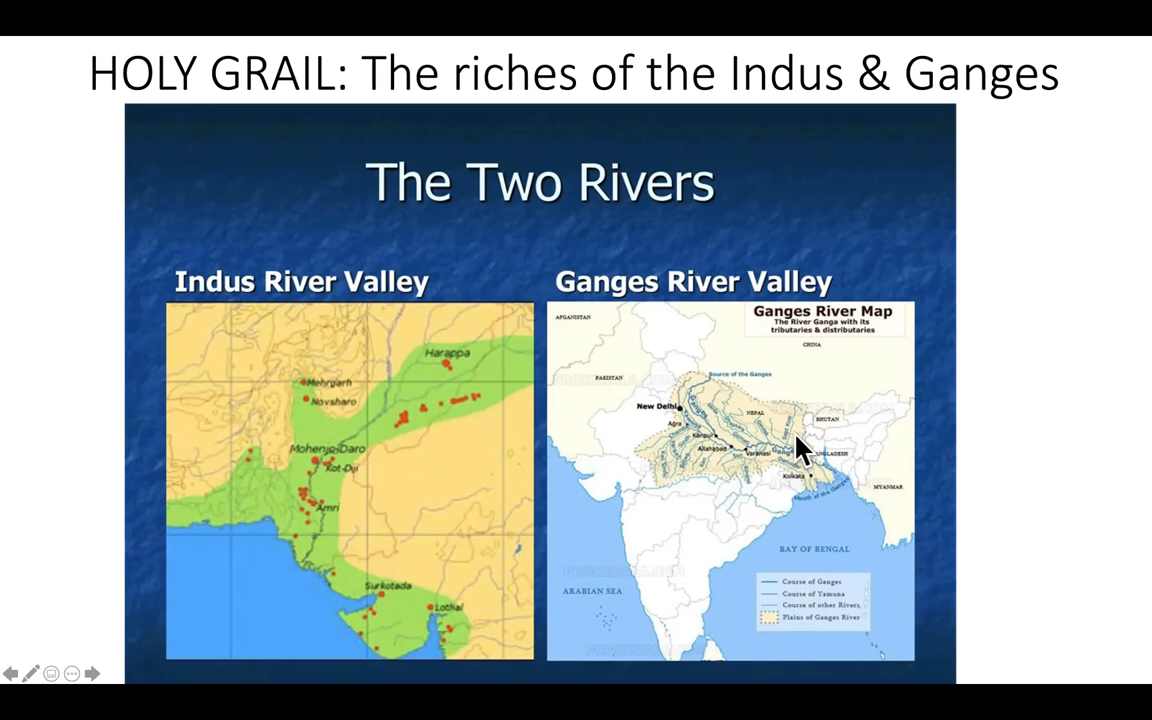 HOLY GRAIL: The riches of the Indus & Ganges
The Two Rivers
Indus River Valley
Harappa
Mehrgarh
Novsharo
Mohenjo-Daro
Kot-Dji
Amri
Surkotada
Lothal
Ganges River Valley
Ganges River Map
The River Ganga with its
tributaries & distributaries
AFGANISTAN
CHINA
PAKISTAN
Source of the Ganges
New Delhi
NEPAL
BHUTAN
Agra
Ganges
Kanpur
Allahabad
Varanasi
Kolkata
Mouth of the Ganges
MYANMAR
BAY OF BENGAL
ARABIAN SEA
Course of Ganges
Course of Yamuna
Course of other Rivers,
Plains of Ganges River